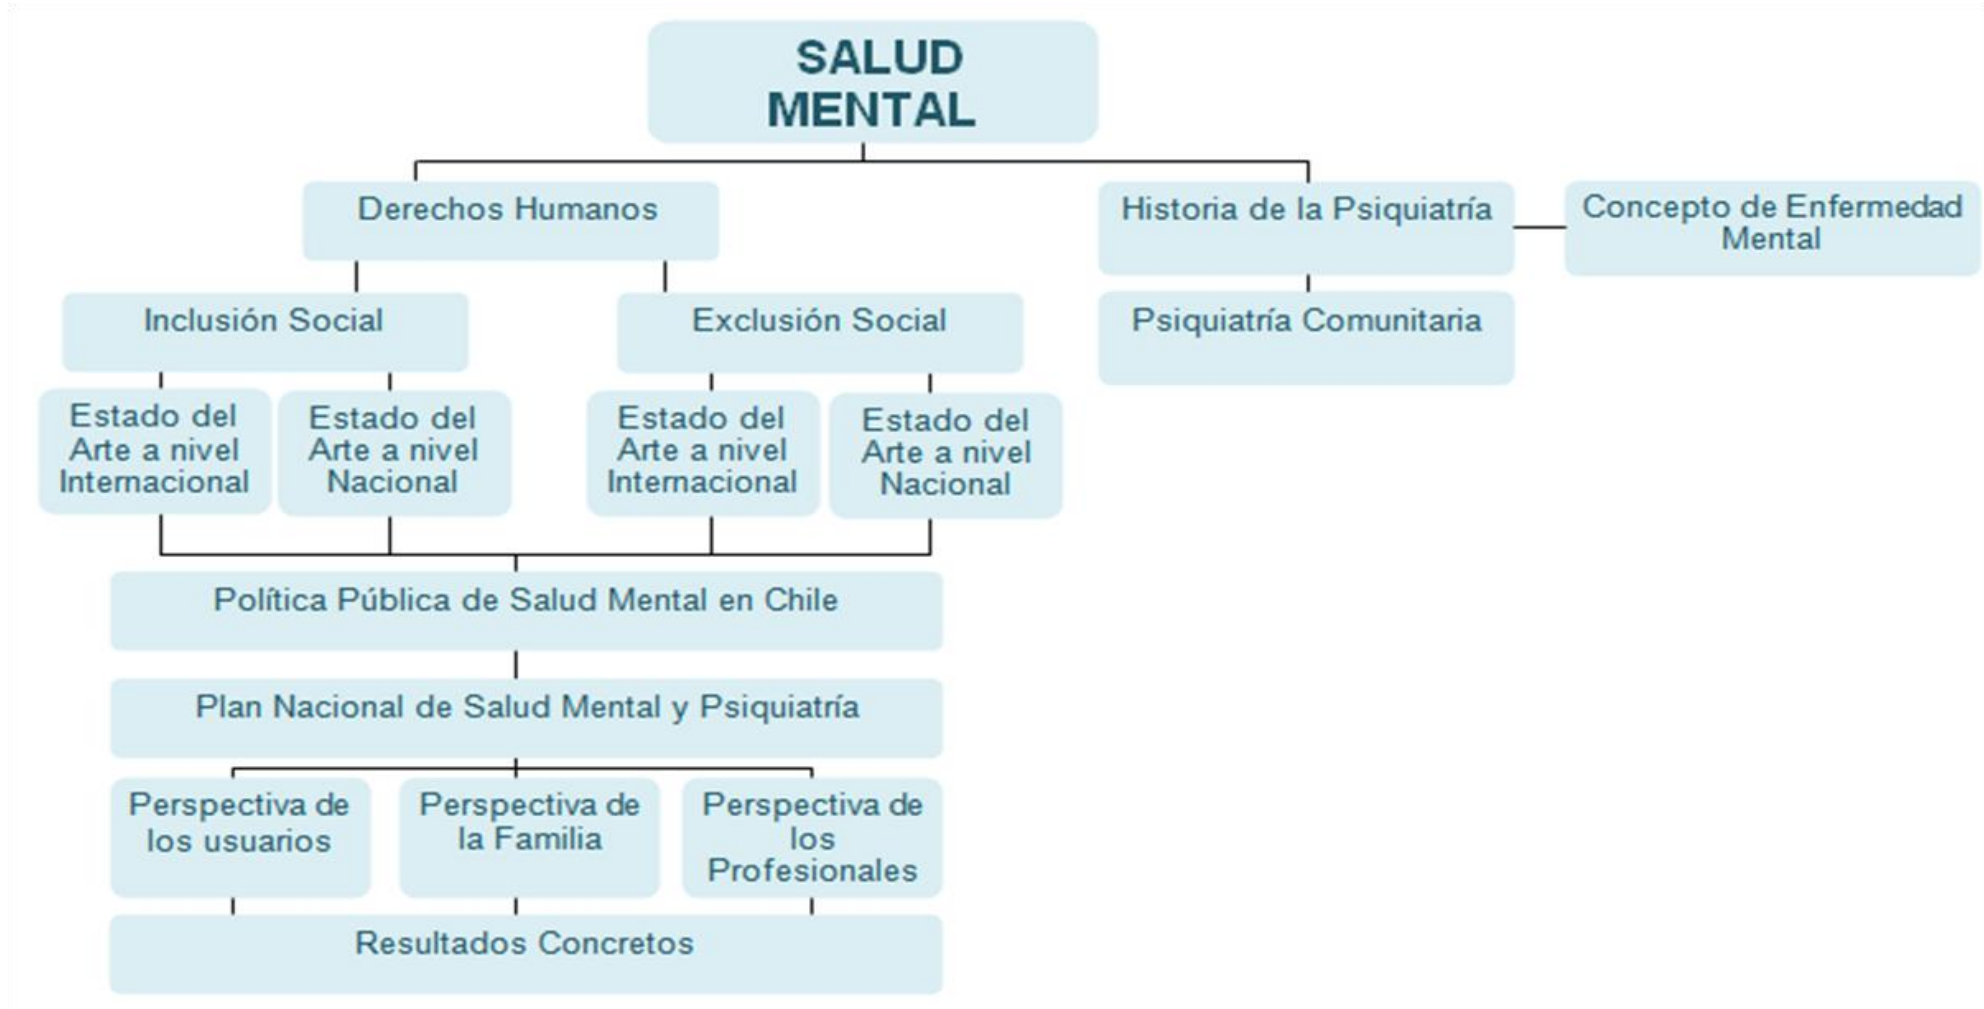 SALUD
MENTAL
Derechos Humanos
Historia de la Psiquiatría
Concepto de Enfermedad
Mental
Inclusión Social
Exclusión Social
Psiquiatría Comunitaria
Estado del
Arte a nivel
Internacional
Estado del
Arte a nivel
Nacional
Estado del
Arte a nivel
Internacional
Estado del
Arte a nivel
Nacional
Política Pública de Salud Mental en Chile
Plan Nacional de Salud Mental y Psiquiatría
Perspectiva de
los usuarios
Perspectiva de
la Familia
Perspectiva de
los
Profesionales
Resultados Concretos